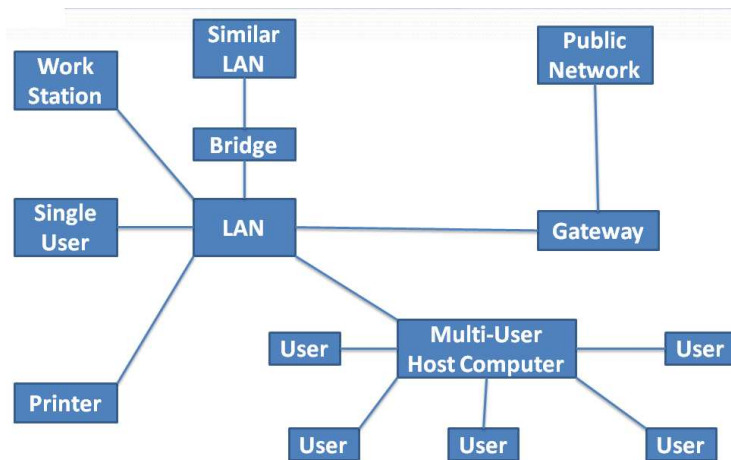 Similar
LAN
Public
Network
Work
Station
Bridge
Single
User
LAN
Gateway
Multi-User
Host Computer
User
User
Printer
User
User
User